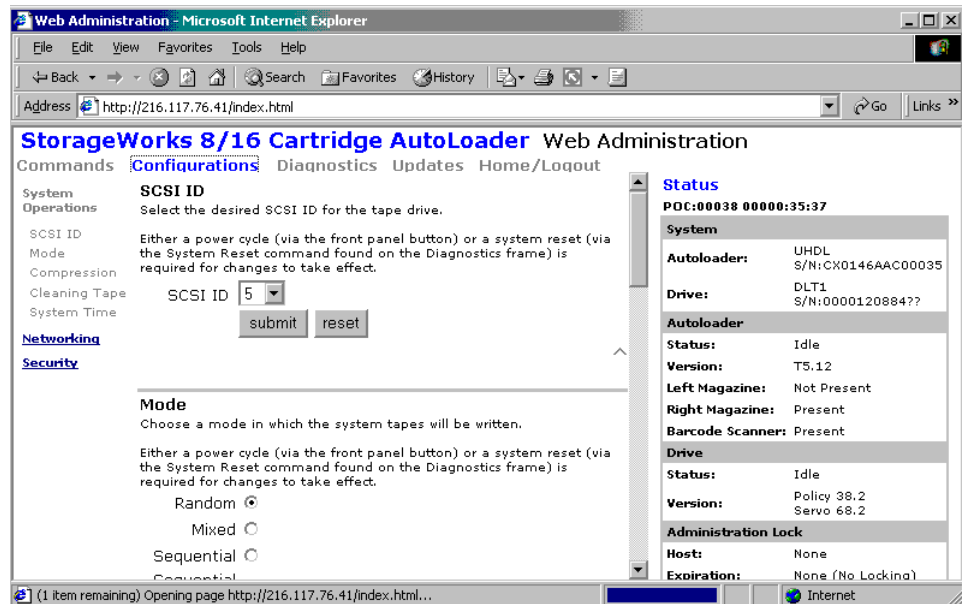 Web Administration - Microsoft Internet Explorer
File Edit View Favorites Tools Help
Back Search Favorites History
Address http://216.117.76.41/index.html Go Links »
StorageWorks 8/16 Cartridge AutoLoader Web Administration
Commands Configurations Diagnostics Updates Home/Logout
System
Operations
SCSI ID
Mode
Compression
Cleaning Tape
System Time
Networking
Security
SCSI ID
Select the desired SCSI ID for the tape drive.
Either a power cycle (via the front panel button) or a system reset (via
the System Reset command found on the Diagnostics frame) is
required for changes to take effect.
SCSI ID 5
submit reset
Mode
Choose a mode in which the system tapes will be written.
Either a power cycle (via the front panel button) or a system reset (via
the System Reset command found on the Diagnostics frame) is
required for changes to take effect.
Random
Mixed
Sequential
Sequential
Status
POC:00038 00000:35:37
System
Autoloader: UHDL
S/N:CX0146AAC00035
Drive: DLT1
S/N:0000120884??
Autoloader
Status: Idle
Version: T5.12
Left Magazine: Not Present
Right Magazine: Present
Barcode Scanner: Present
Drive
Status: Idle
Version: Policy 38.2
Servo 68.2
Administration Lock
Host: None
Expiration: None (No Locking)
(1 item remaining) Opening page http://216.117.76.41/index.html... Internet